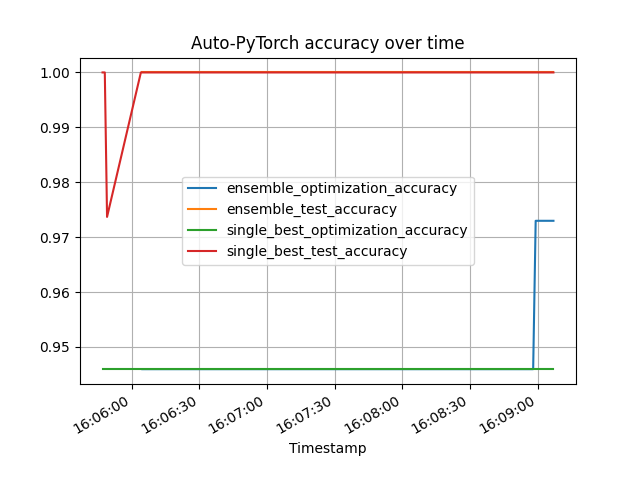 Auto-PyTorch accuracy over time
1.00
0.99
0.98
0.97
0.96
0.95
ensemble_optimization_accuracy
ensemble_test_accuracy
single_best_optimization_accuracy
single_best_test_accuracy
16:06:00
16:06:30
16:07:00
16:07:30
16:08:00
16:08:30
16:09:00
Timestamp